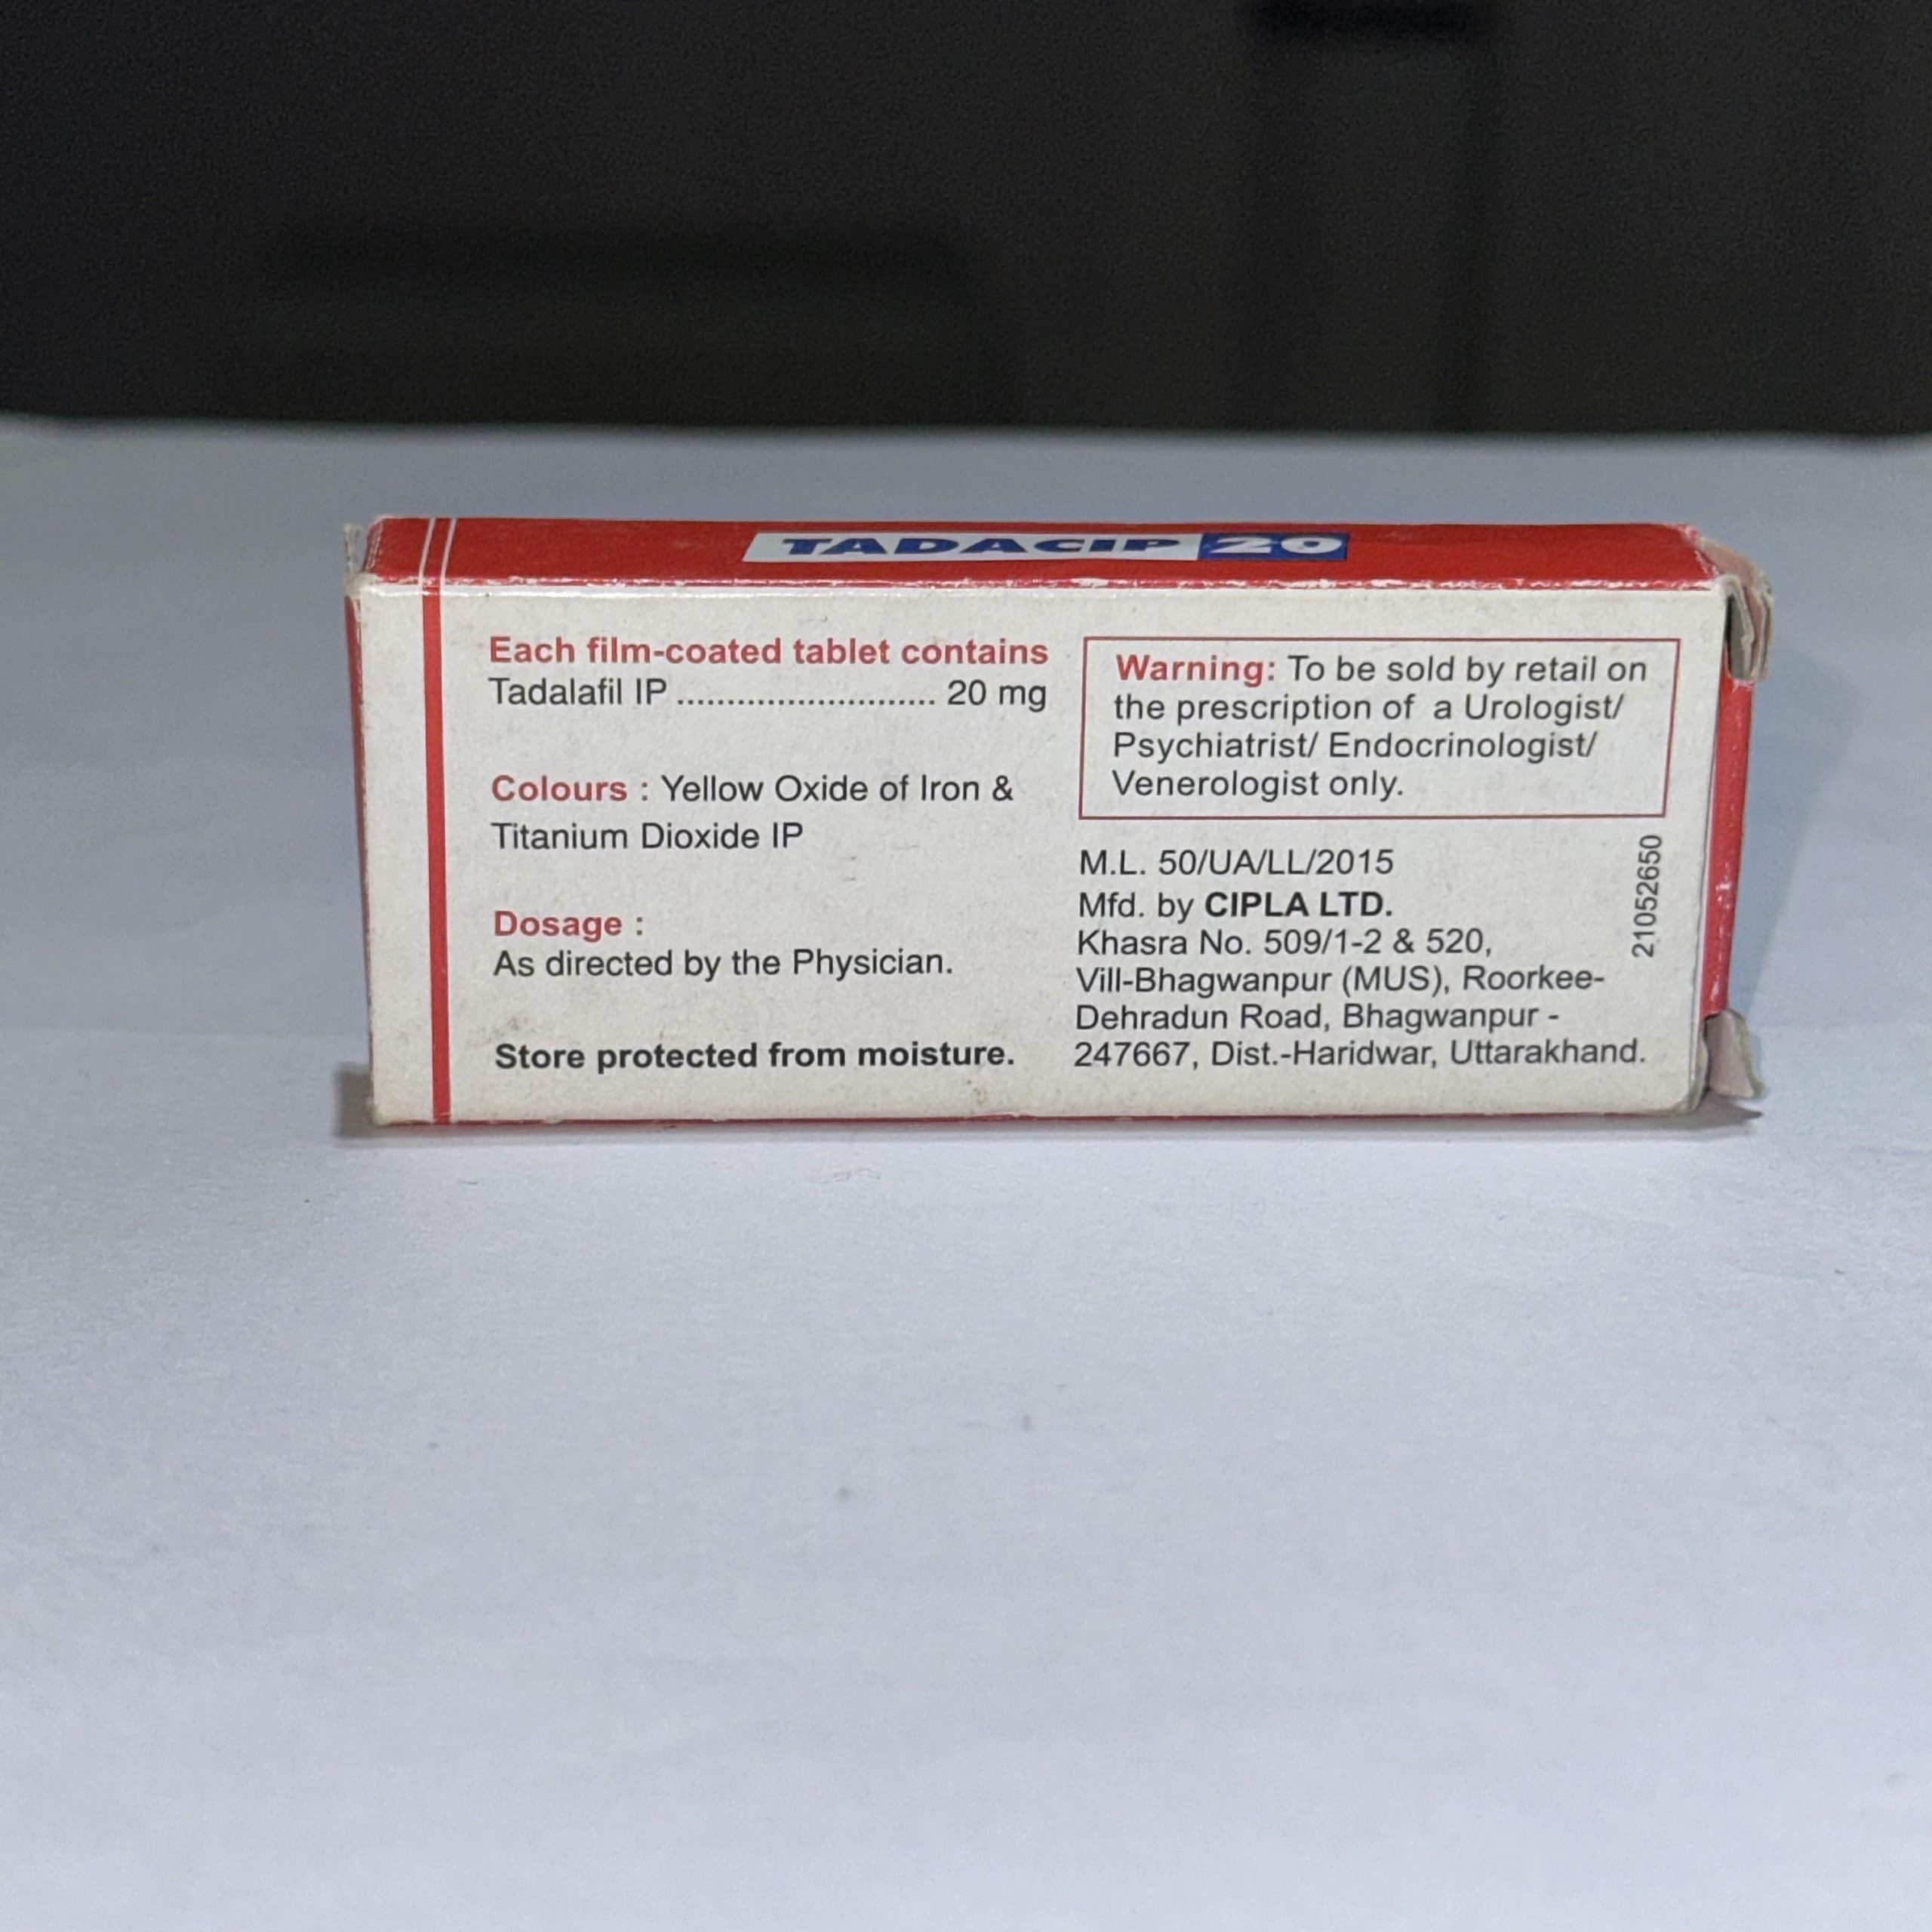 TADACIP 20
Each film-coated tablet contains
Tadalafil IP .......................... 20 mg
Colours : Yellow Oxide of Iron &
Titanium Dioxide IP
Dosage :
As directed by the Physician.
Store protected from moisture.
Warning: To be sold by retail on
the prescription of a Urologist/
Psychiatrist/ Endocrinologist/
Venerologist only.
M.L. 50/UA/LL/2015
Mfd. by CIPLA LTD.
Khasra No. 509/1-2 & 520,
Vill-Bhagwanpur (MUS), Roorkee-
Dehradun Road, Bhagwanpur -
247667, Dist.-Haridwar, Uttarakhand.
21052650